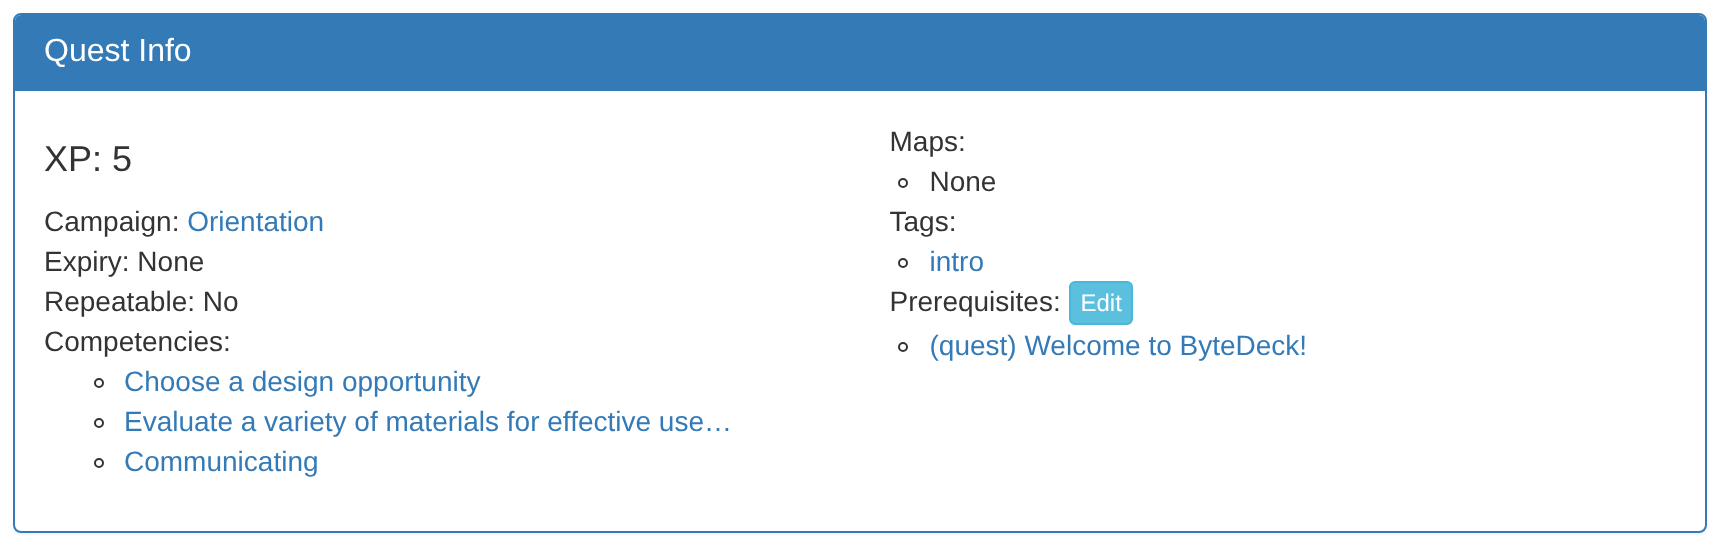 Quest Info
XP: 5
Campaign: Orientation
Expiry: None
Repeatable: No
Competencies:
Choose a design opportunity
Evaluate a variety of materials for effective use…
Communicating
Maps:
None
Tags:
intro
Prerequisites: Edit
(quest) Welcome to ByteDeck!